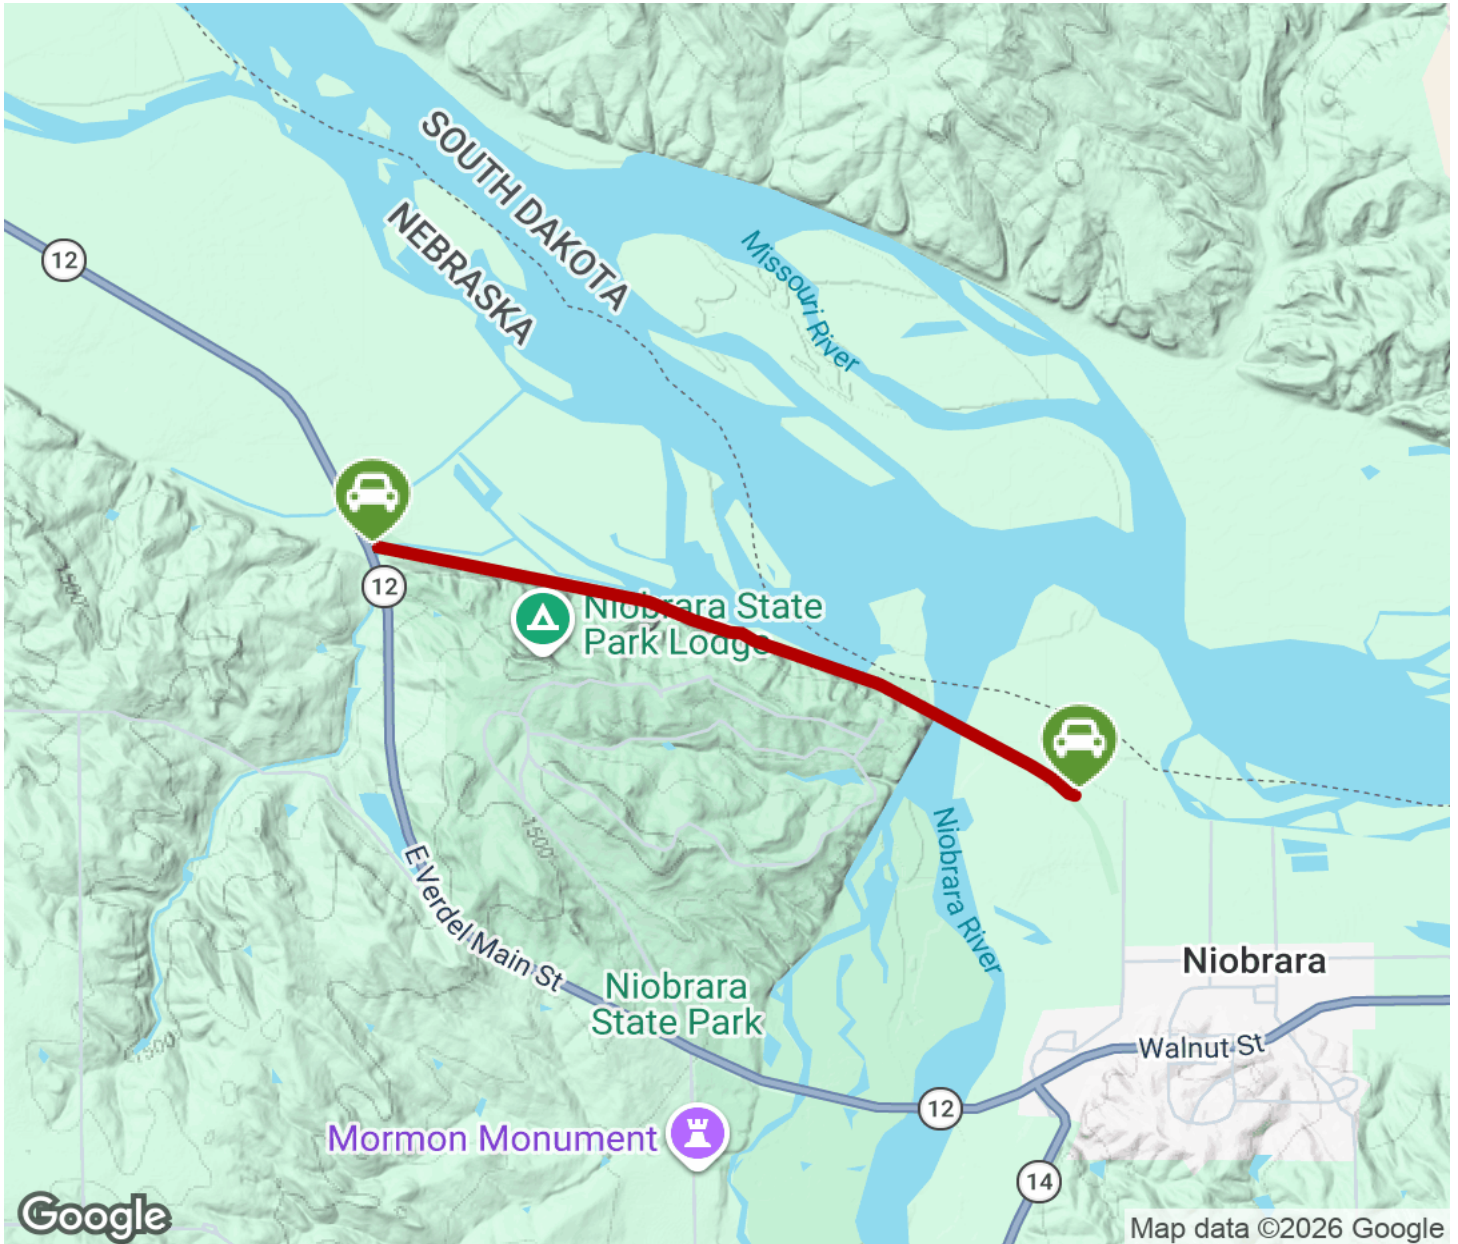 SOUTH DAKOTA
NEBRASKA
Missouri River
12
12
Niobrara State
Park Lodge
1500'
1500'
Niobrara River
E Verdel Main St
Niobrara
Niobrara
State Park
1500
Walnut St
12
Mormon Monument
14
Google
Map data ©2026 Google